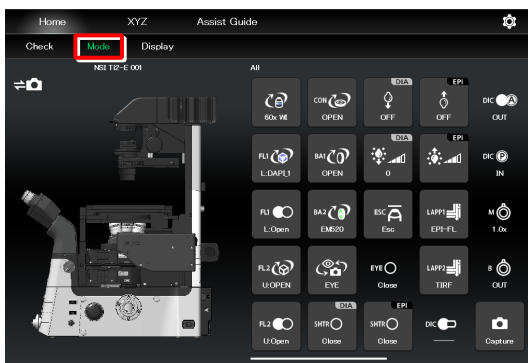 Home XYZ Assist Guide
Check Mode Display
NSI Ti2-E 001
All
60x WI
CON OPEN
DIA OFF
EPI OFF
DIC A OUT
FL1 L:DAPI_1
BA1 OPEN
DIA 0
EPI
DIC P IN
FL1 L:Open
BA2 EM520
ESC Esc
LAPP1 EPI-FL
M 1.0x
FL2 U:OPEN
EYE
EYE Close
LAPP2 TIRF
B OUT
FL2 U:Open
DIA SHTR Close
EPI SHTR Close
DIC
Capture